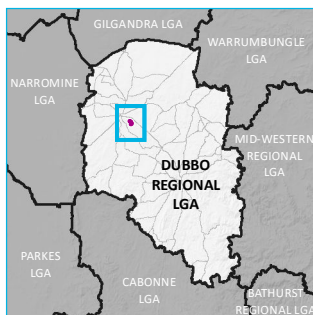 GILGANDRA LGA
WARRUMBUNGLE
LGA
NARROMINE
LGA
MID-WESTERN
REGIONAL
LGA
DUBBO
REGIONAL
LGA
PARKES
LGA
CABONNE
LGA
BATHURST
REGIONAL LGA